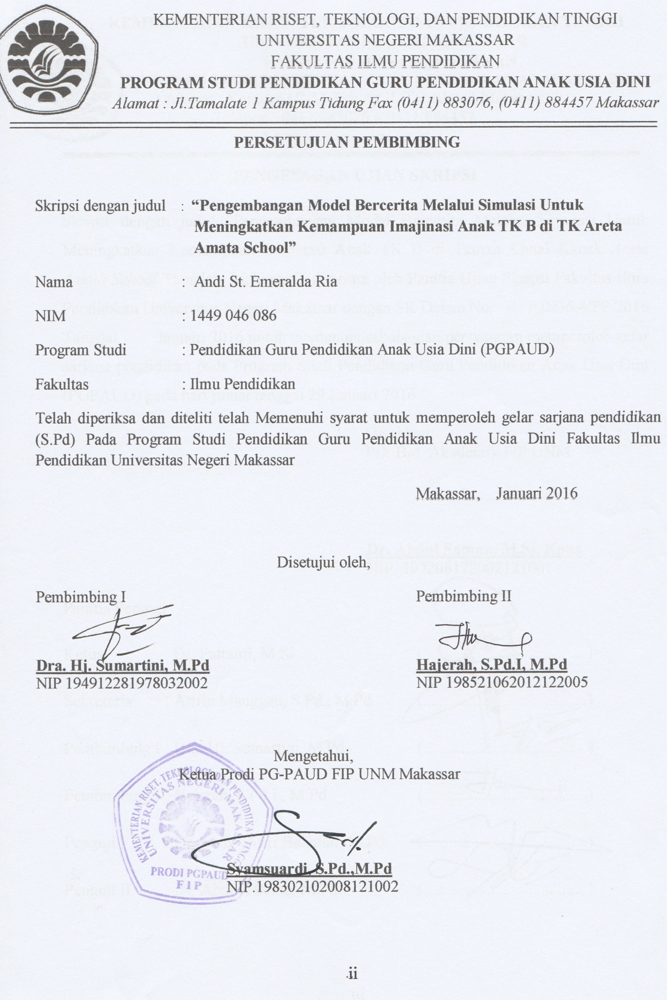 KEMENTERIAN RISET, TEKNOLOGI, DAN PENDIDIKAN TINGGI
UNIVERSITAS NEGERI MAKASSAR
FAKULTAS ILMU PENDIDIKAN
PROGRAM STUDI PENDIDIKAN GURU PENDIDIKAN ANAK USIA DINI
Alamat : Jl.Tamalate 1 Kampus Tidung Fax (0411) 883076, (0411) 884457 Makassar
PERSETUJUAN PEMBIMBING
Skripsi dengan judul : “Pengembangan Model Bercerita Melalui Simulasi Untuk
Meningkatkan Kemampuan Imajinasi Anak TK B di TK Areta
Amata School”
Nama : Andi St. Emeralda Ria
NIM : 1449 046 086
Program Studi : Pendidikan Guru Pendidikan Anak Usia Dini (PGPAUD)
Fakultas : Ilmu Pendidikan
Telah diperiksa dan diteliti telah Memenuhi syarat untuk memperoleh gelar sarjana pendidikan
(S.Pd) Pada Program Studi Pendidikan Guru Pendidikan Anak Usia Dini Fakultas Ilmu
Pendidikan Universitas Negeri Makassar
Makassar, Januari 2016
Disetujui oleh,
Pembimbing I Pembimbing II
Dra. Hj. Sumartini, M.Pd Hajerah, S.Pd.I, M.Pd
NIP 194912281978032002 NIP 198521062012122005
Mengetahui,
Ketua Prodi PG-PAUD FIP UNM Makassar
KEMENTERIAN RISET, TEKNOLOGI DAN PENDIDIKAN TINGGI
UNIVERSITAS NEGERI MAKASSAR
PRODI PGPAUD
FIP
Syamsuardi, S.Pd.,M.Pd
NIP.198302102008121002
ii